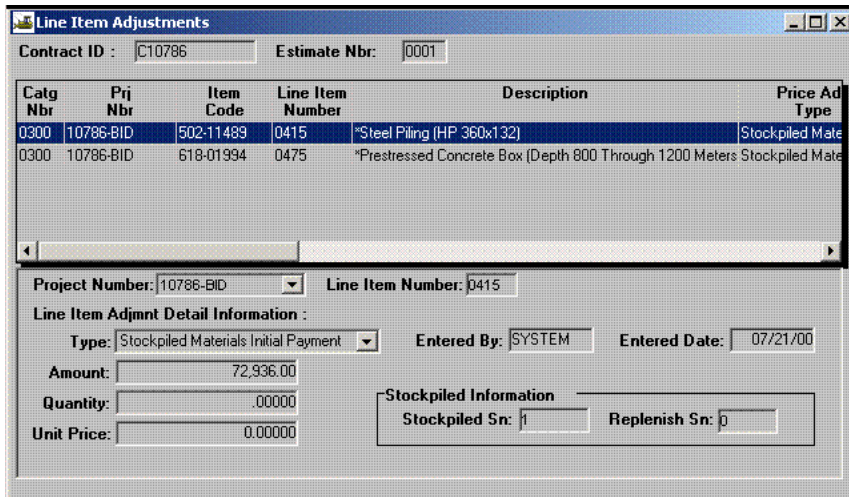 Line Item Adjustments
Contract ID : C10786 Estimate Nbr: 0001
Catg Prj Item Line Item Description Price Ad
Nbr Nbr Code Number Type
0300 10786-BID 502-11489 0415 *Steel Piling (HP 360x132) Stockpiled Mate
0300 10786-BID 618-01994 0475 *Prestressed Concrete Box (Depth 800 Through 1200 Meters Stockpiled Mate
Project Number: 10786-BID Line Item Number: 0415
Line Item Adjmnt Detail Information :
Type: Stockpiled Materials Initial Payment Entered By: SYSTEM Entered Date: 07/21/00
Amount: 72,936.00
Stockpiled Information
Quantity: .00000
Stockpiled Sn: 1 Replenish Sn: 0
Unit Price: 0.00000